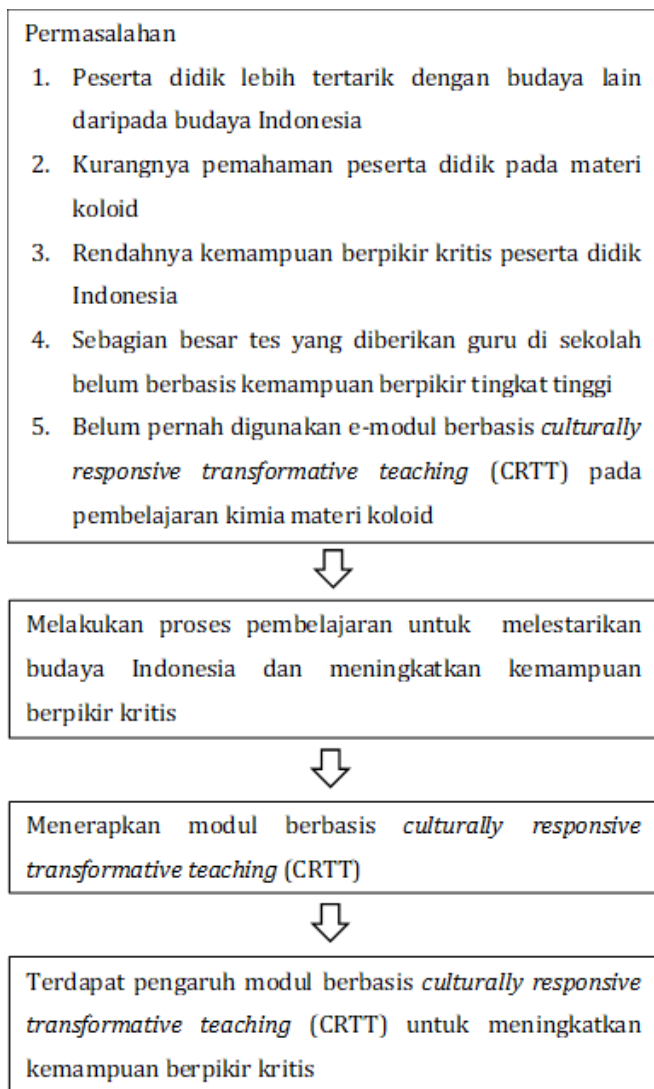 Permasalahan
1. Peserta didik lebih tertarik dengan budaya lain
daripada budaya Indonesia
2. Kurangnya pemahaman peserta didik pada materi
koloid
3. Rendahnya kemampuan berpikir kritis peserta didik
Indonesia
4. Sebagian besar tes yang diberikan guru di sekolah
belum berbasis kemampuan berpikir tingkat tinggi
5. Belum pernah digunakan e-modul berbasis culturally
responsive transformative teaching (CRTT) pada
pembelajaran kimia materi koloid
Melakukan proses pembelajaran untuk melestarikan
budaya Indonesia dan meningkatkan kemampuan
berpikir kritis
Menerapkan modul berbasis culturally responsive
transformative teaching (CRTT)
Terdapat pengaruh modul berbasis culturally responsive
transformative teaching (CRTT) untuk meningkatkan
kemampuan berpikir kritis